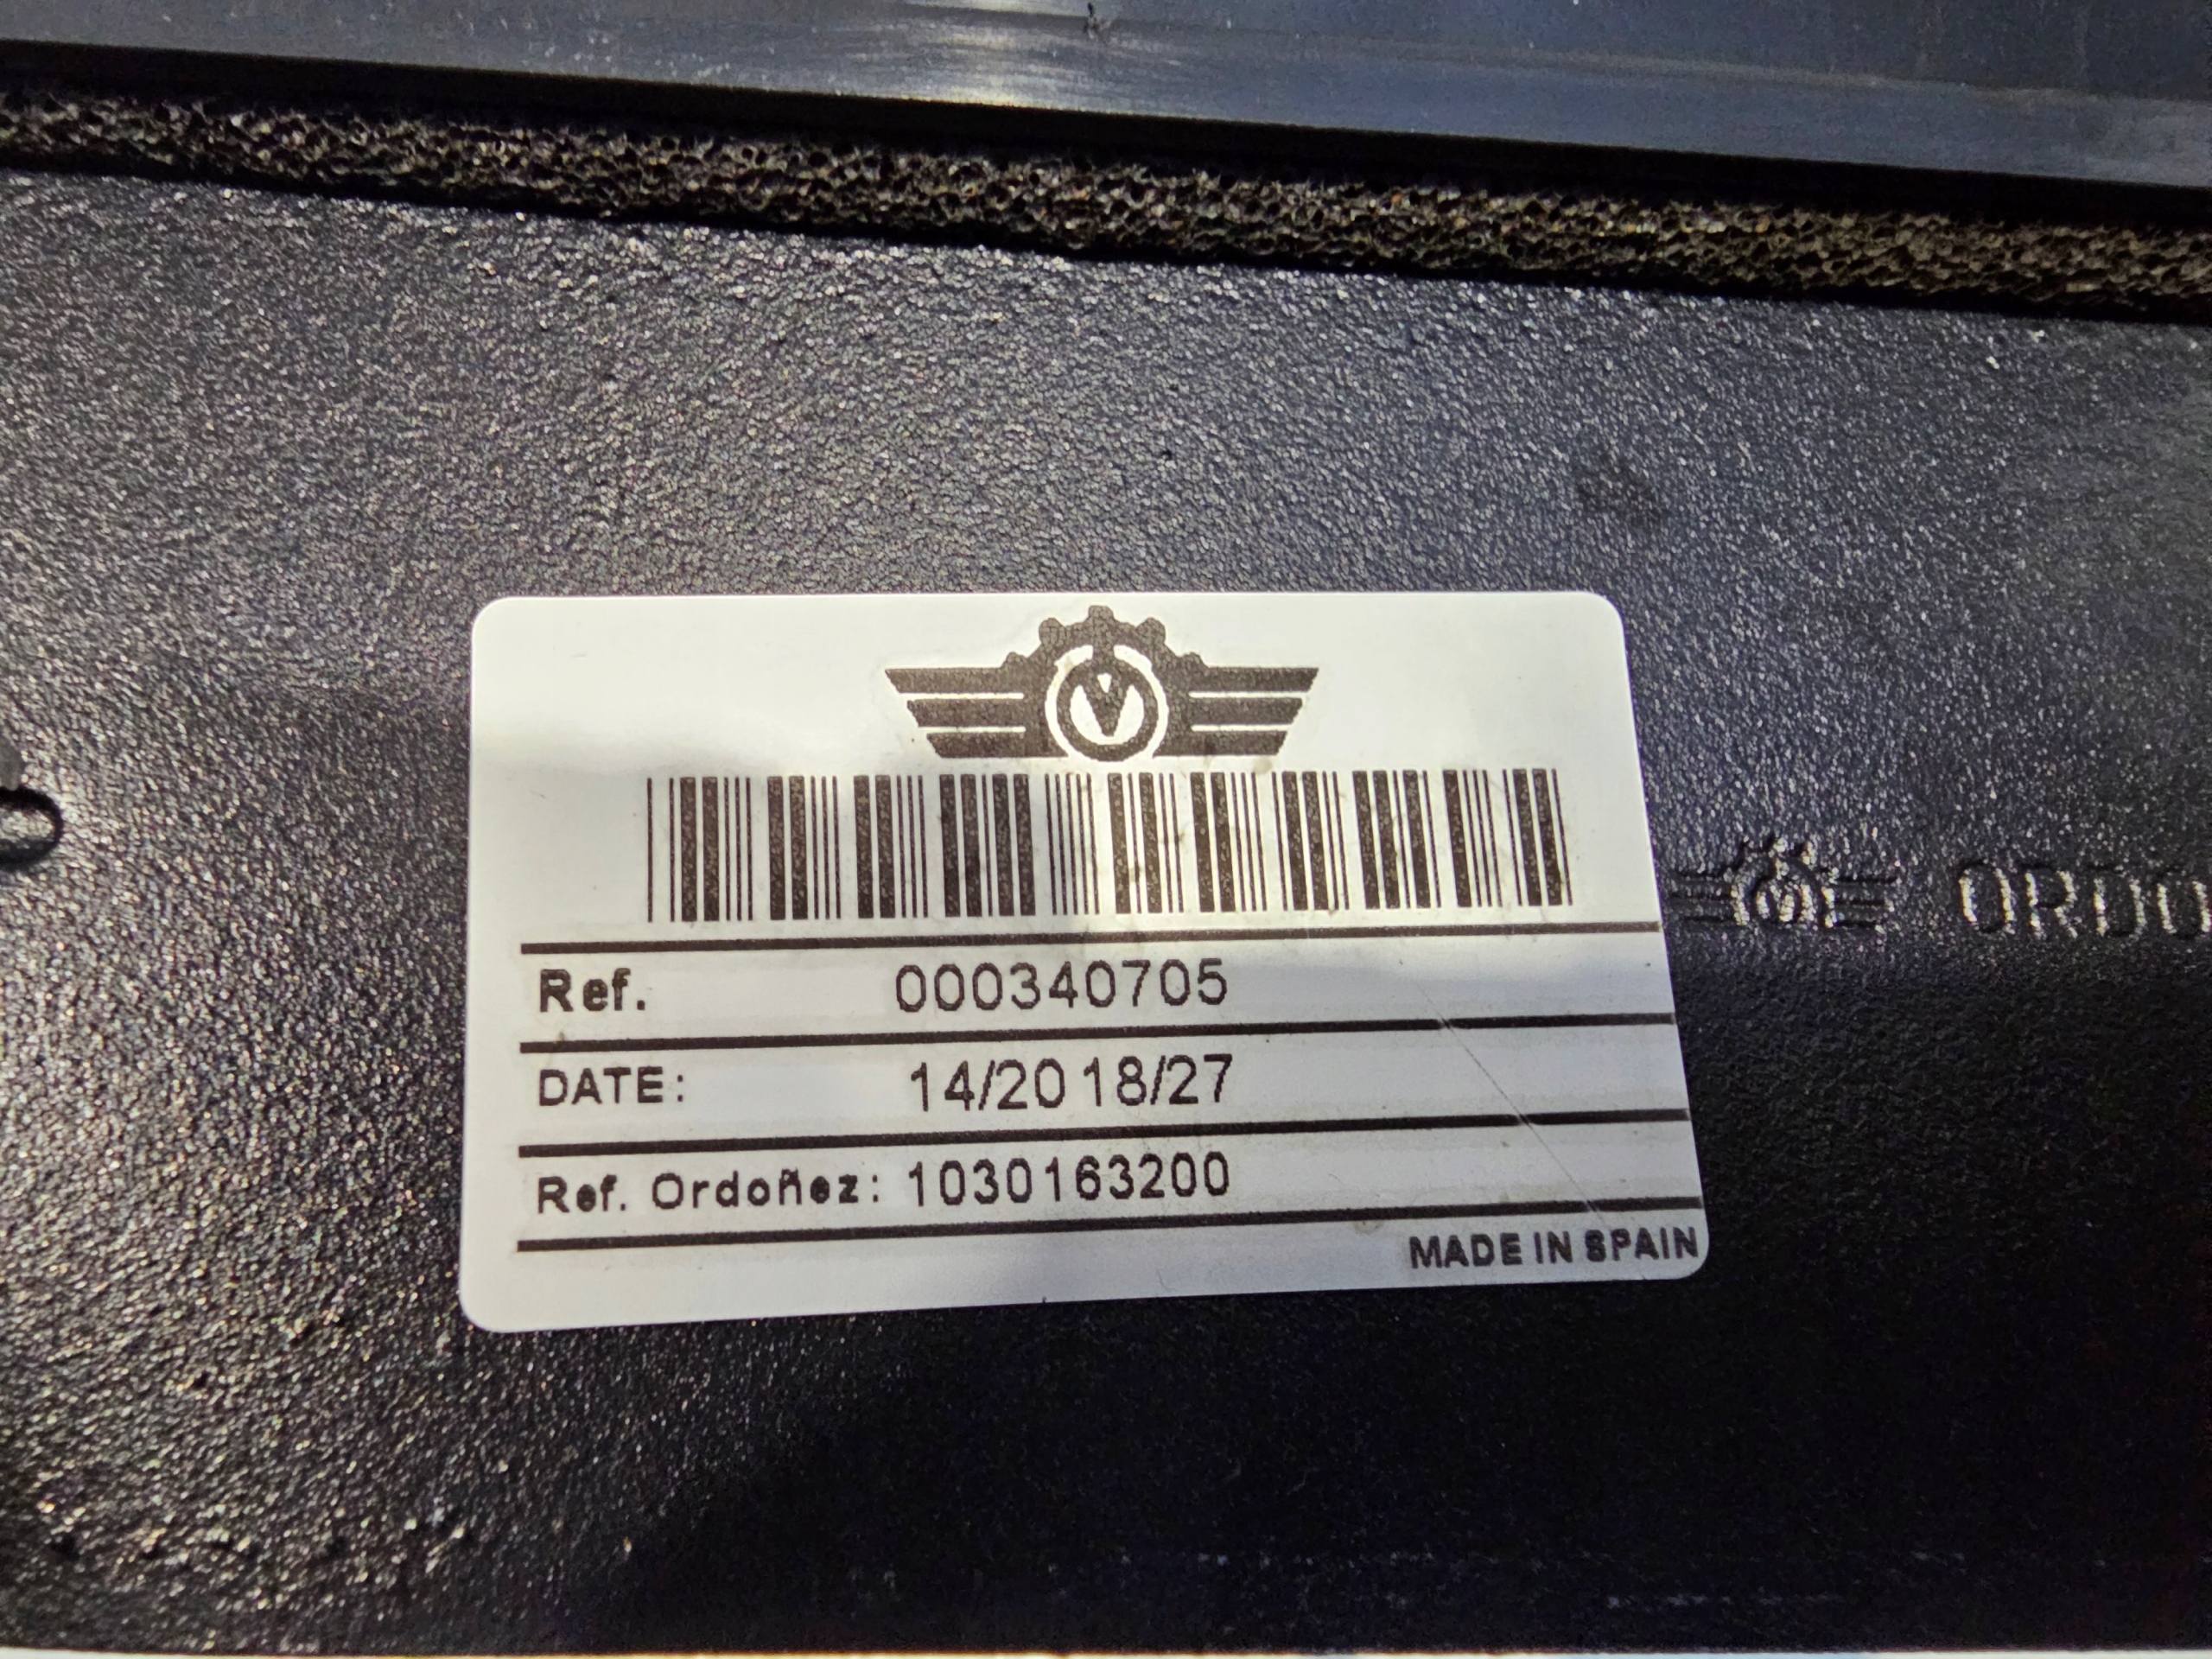 V
Ref. 000340705
DATE: 14/2018/27
Ref. Ordoñez: 1030163200
MADE IN SPAIN